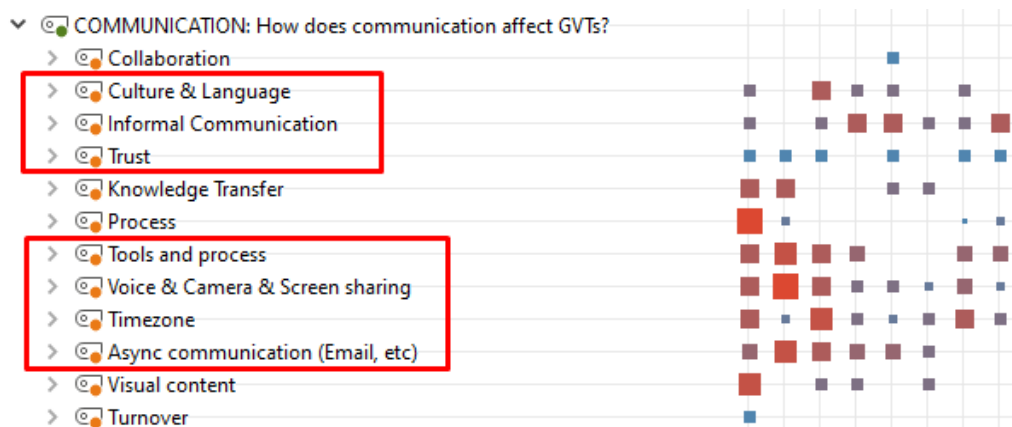 COMMUNICATION: How does communication affect GVTs?
Collaboration
Culture & Language
Informal Communication
Trust
Knowledge Transfer
Process
Tools and process
Voice & Camera & Screen sharing
Timezone
Async communication (Email, etc)
Visual content
Turnover